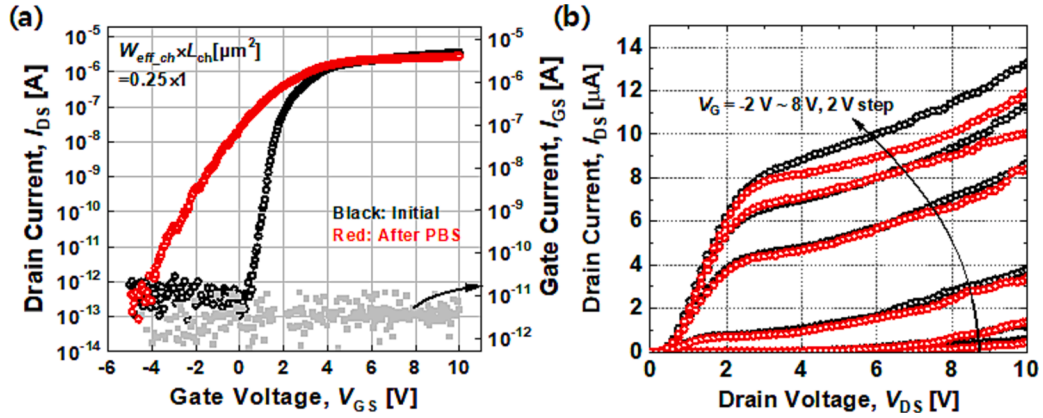 (a)
Drain Current, I_DS [A]
10^-5
10^-6
10^-7
10^-8
10^-9
10^-10
10^-11
10^-12
10^-13
10^-14
W_eff_ch×L_ch[μm²]
=0.25x1
Black: Initial
Red: After PBS
-6 -4 -2 0 2 4 6 8 10
Gate Voltage, V_GS [V]
10^-5
10^-6
10^-7
10^-8
10^-9
10^-10
10^-11
10^-12
Gate Current, I_GS [A]
(b)
Drain Current, I_DS [μA]
14
12
10
8
6
4
2
0
V_G = -2 V ~ 8 V, 2 V step
0 2 4 6 8 10
Drain Voltage, V_DS [V]